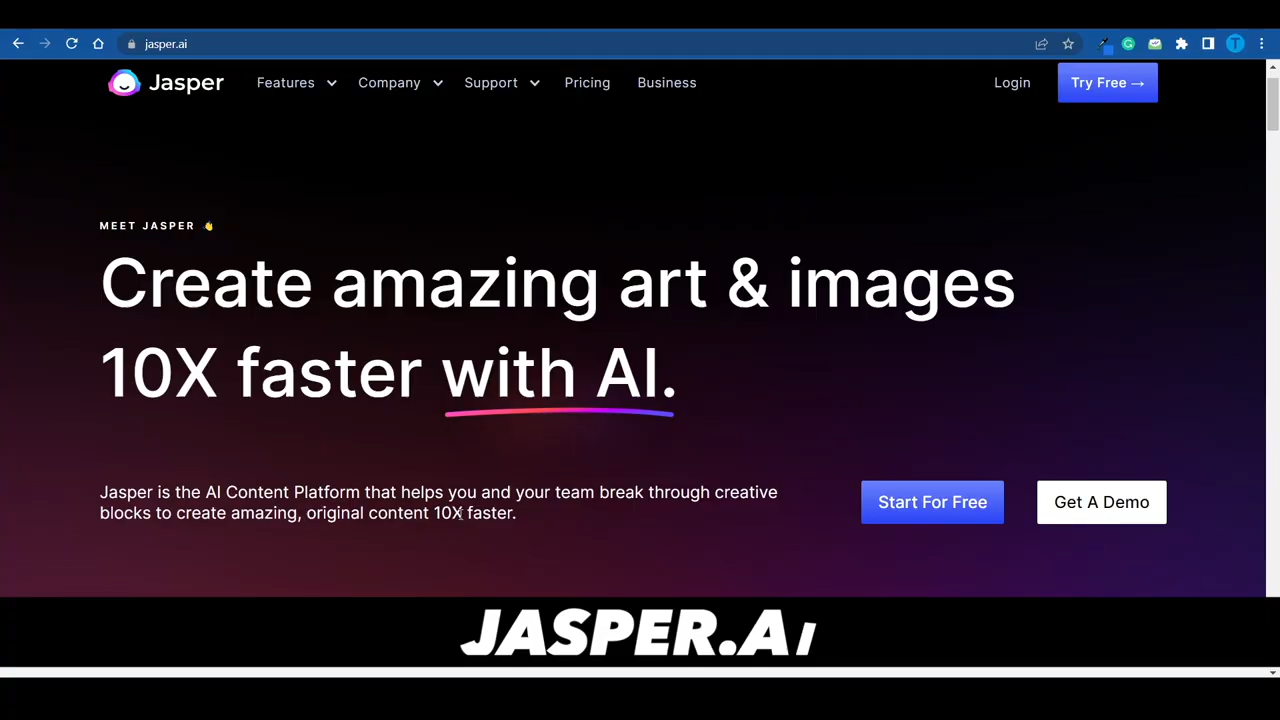 jasper.ai
T
Jasper Features Company Support Pricing Business Login Try Free →
MEET JASPER 👋
Create amazing art & images
10X faster with AI.
Jasper is the AI Content Platform that helps you and your team break through creative
blocks to create amazing, original content 10X faster.
Start For Free Get A Demo
JASPER.AI